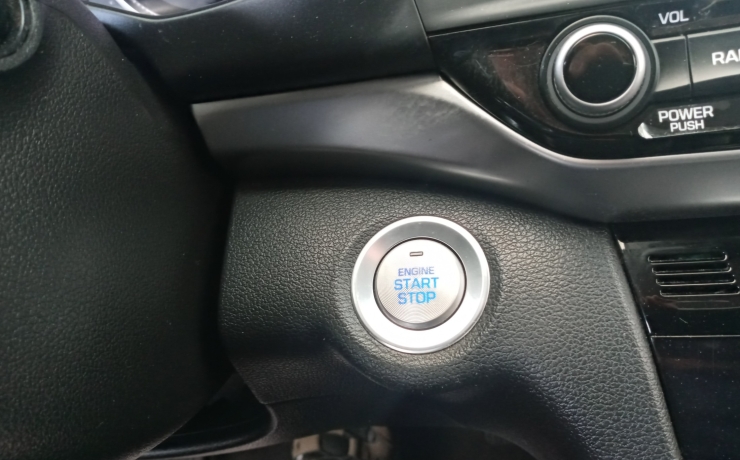 VOL
POWER
PUSH
ENGINE
START
STOP